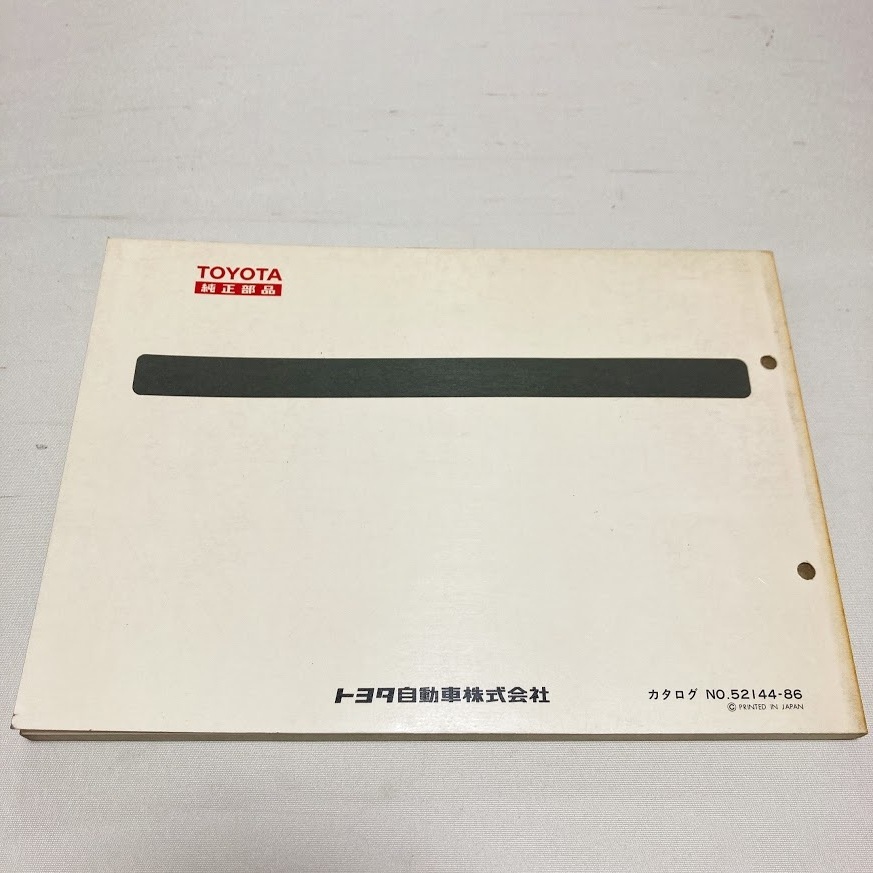 TOYOTA
純正部品
トヨタ自動車株式会社
カタログ NO.52144-86
© PRINTED IN JAPAN